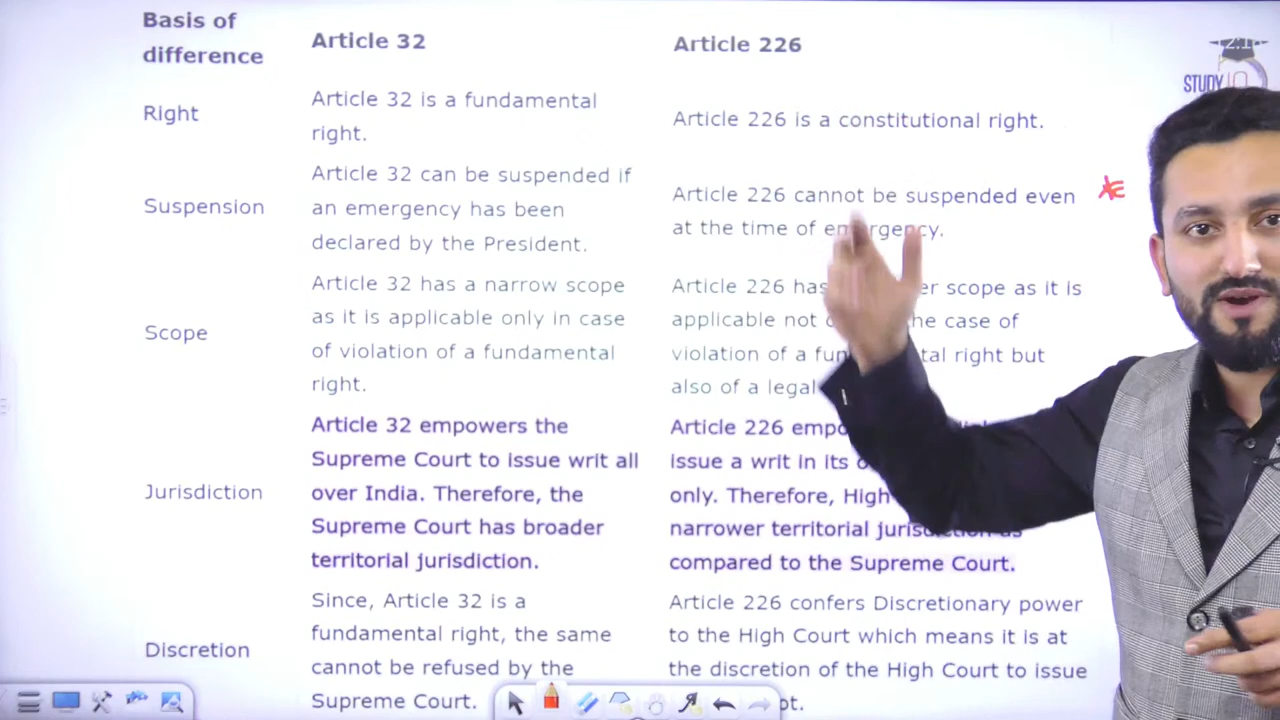 Basis of
difference
Article 32
Article 226
Right
Article 32 is a fundamental
right.
Article 226 is a constitutional right.
Suspension
Article 32 can be suspended if
an emergency has been
declared by the President.
Article 226 cannot be suspended even
at the time of emergency.
Scope
Article 32 has a narrow scope
as it is applicable only in case
of violation of a fundamental
right.
Article 226 has scope as it is
applicable not case of
violation of a right but
also of a legal
Jurisdiction
Article 32 empowers the
Supreme Court to issue writ all
over India. Therefore, the
Supreme Court has broader
territorial jurisdiction.
Article 226
issue a writ in its
only. Therefore, High
narrower territorial jurisdiction as
compared to the Supreme Court.
Discretion
Since, Article 32 is a
fundamental right, the same
cannot be refused by the
Supreme Court.
Article 226 confers Discretionary power
to the High Court which means it is at
the discretion of the High Court to issue
STUDY IQ